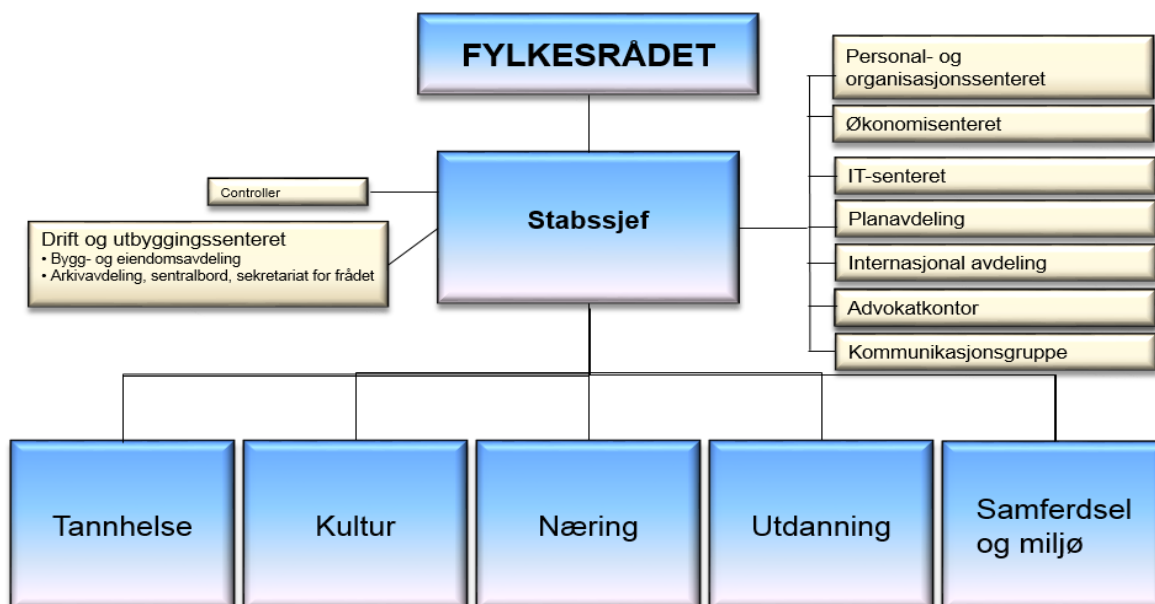 FYLKESRÅDET
Personal- og
organisasjonssenteret
Økonomisenteret
IT-senteret
Planavdeling
Internasjonal avdeling
Advokatkontor
Kommunikasjonsgruppe
Stabssjef
Controller
Drift og utbyggingssenteret
• Bygg- og eiendomsavdeling
• Arkivavdeling, sentralbord, sekretariat for frådet
Tannhelse
Kultur
Næring
Utdanning
Samferdsel
og miljø